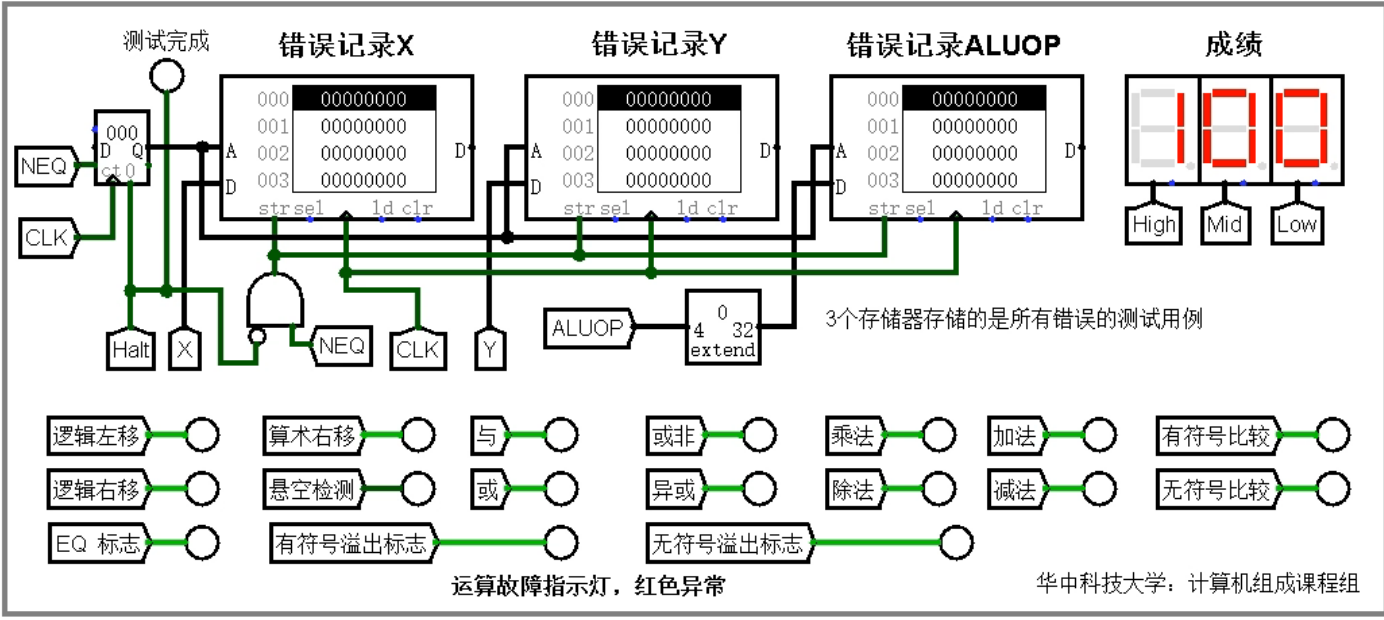 测试完成 错误记录X 错误记录Y 错误记录ALUOP 成绩
000 00000000 000 00000000 000 00000000 100
000 001 00000000 001 00000000 001 00000000
D Q A 002 00000000 D A 002 00000000 D A 002 00000000 D
NEQ ct0 D 003 00000000 D 003 00000000 D 003 00000000
str sel ld clr str sel ld clr str sel ld clr
CLK High Mid Low
0
ALUOP 4 32 3个存储器存储的是所有错误的测试用例
extend
Halt X NEQ CLK Y
逻辑左移 算术右移 与 或非 乘法 加法 有符号比较
逻辑右移 悬空检测 或 异或 除法 减法 无符号比较
EQ 标志 有符号溢出标志 无符号溢出标志
运算故障指示灯，红色异常 华中科技大学：计算机组成课程组